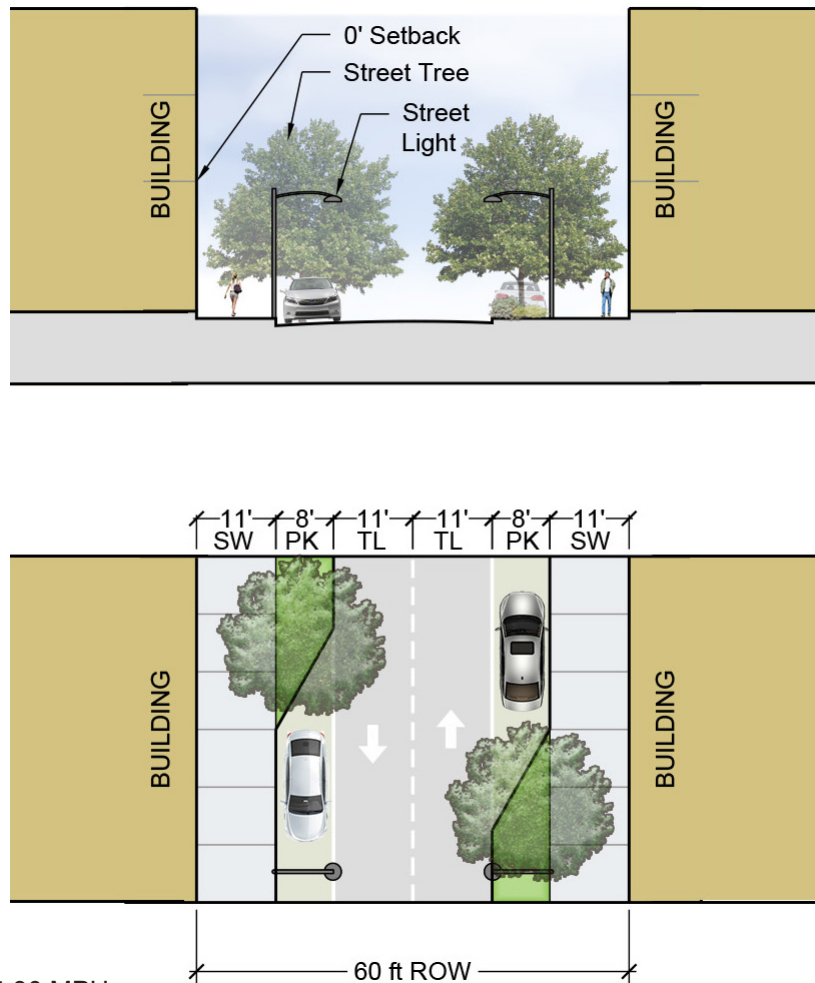 0' Setback
Street Tree
Street
Light
BUILDING
BUILDING
11' 8' 11' 11' 8' 11'
SW PK TL TL PK SW
BUILDING
BUILDING
60 ft ROW